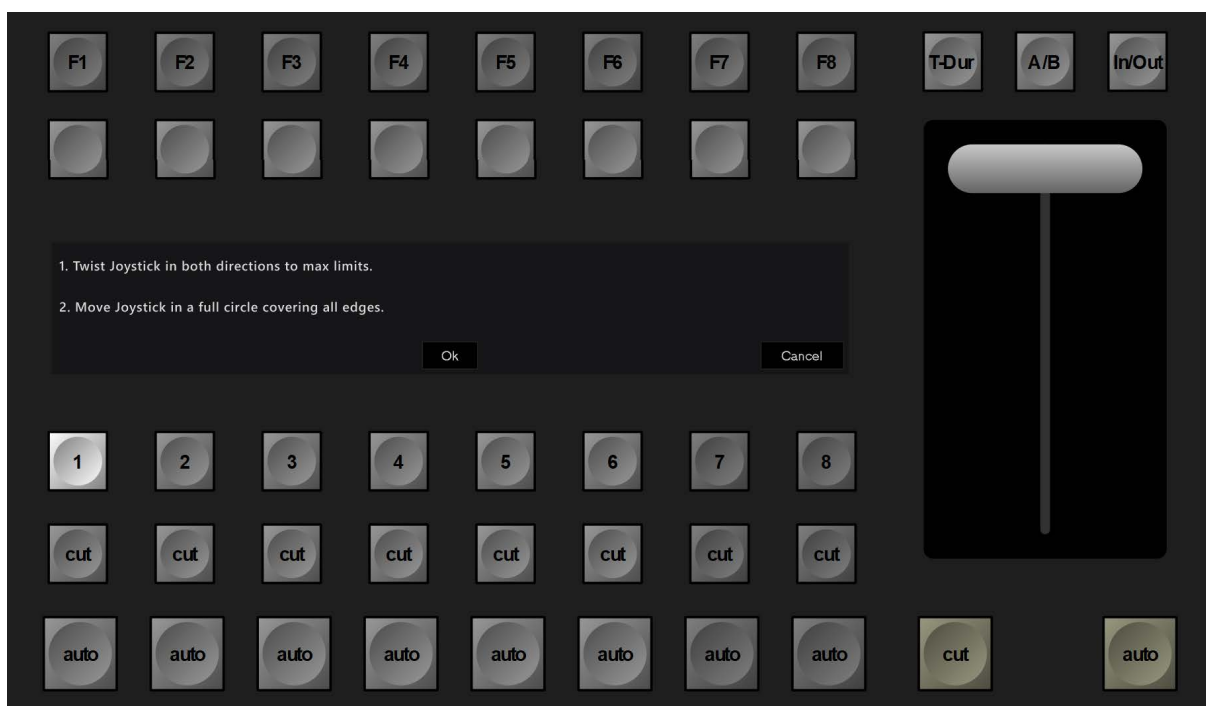 F1 F2 F3 F4 F5 F6 F7 F8 T-Dur A/B In/Out
1. Twist Joystick in both directions to max limits.
2. Move Joystick in a full circle covering all edges.
Ok Cancel
1 2 3 4 5 6 7 8
cut cut cut cut cut cut cut cut
auto auto auto auto auto auto auto auto cut auto